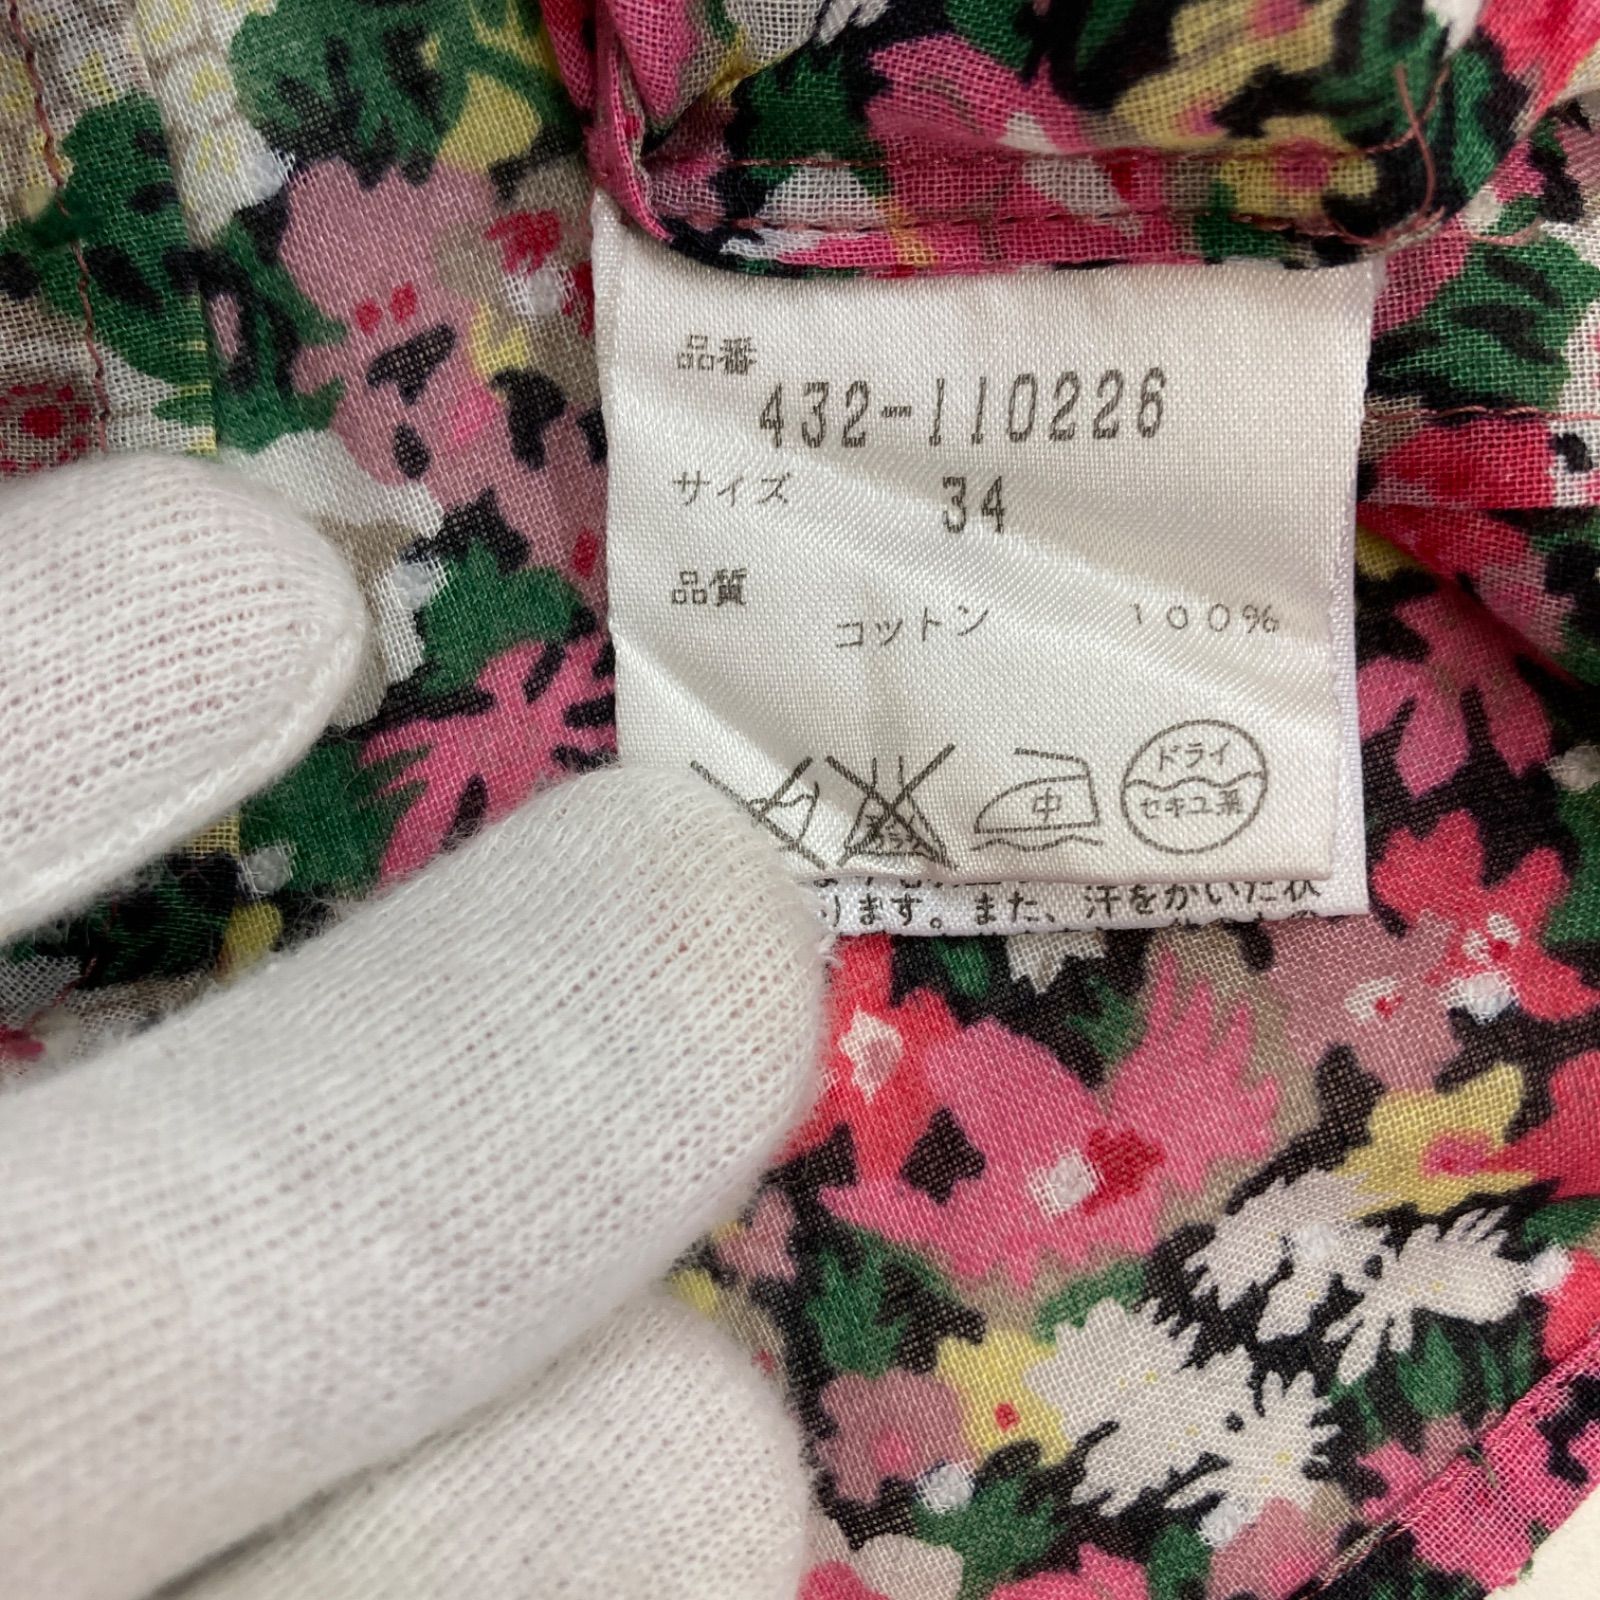 品番
432-110226
サイズ 34
品質
コットン 100%
中
ドライ
セキユ系
ります。また、汗をかいた状